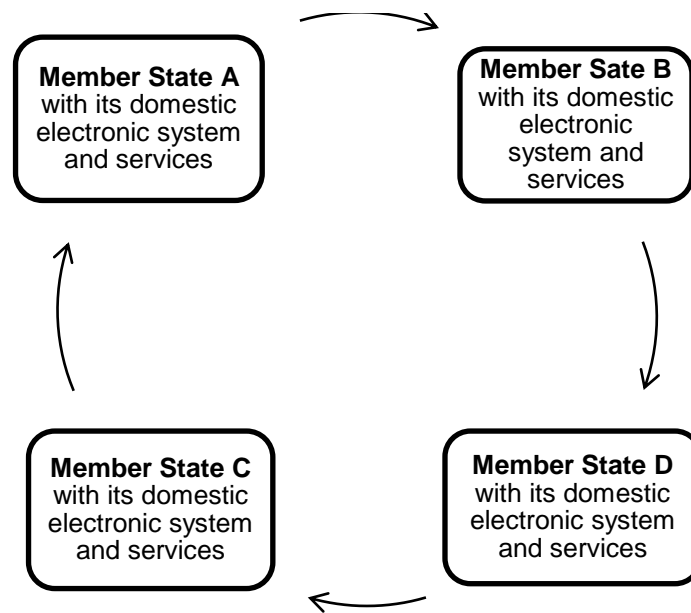 Member State A
with its domestic
electronic system
and services
Member Sate B
with its domestic
electronic
system and
services
Member State C
with its domestic
electronic system
and services
Member State D
with its domestic
electronic system
and services